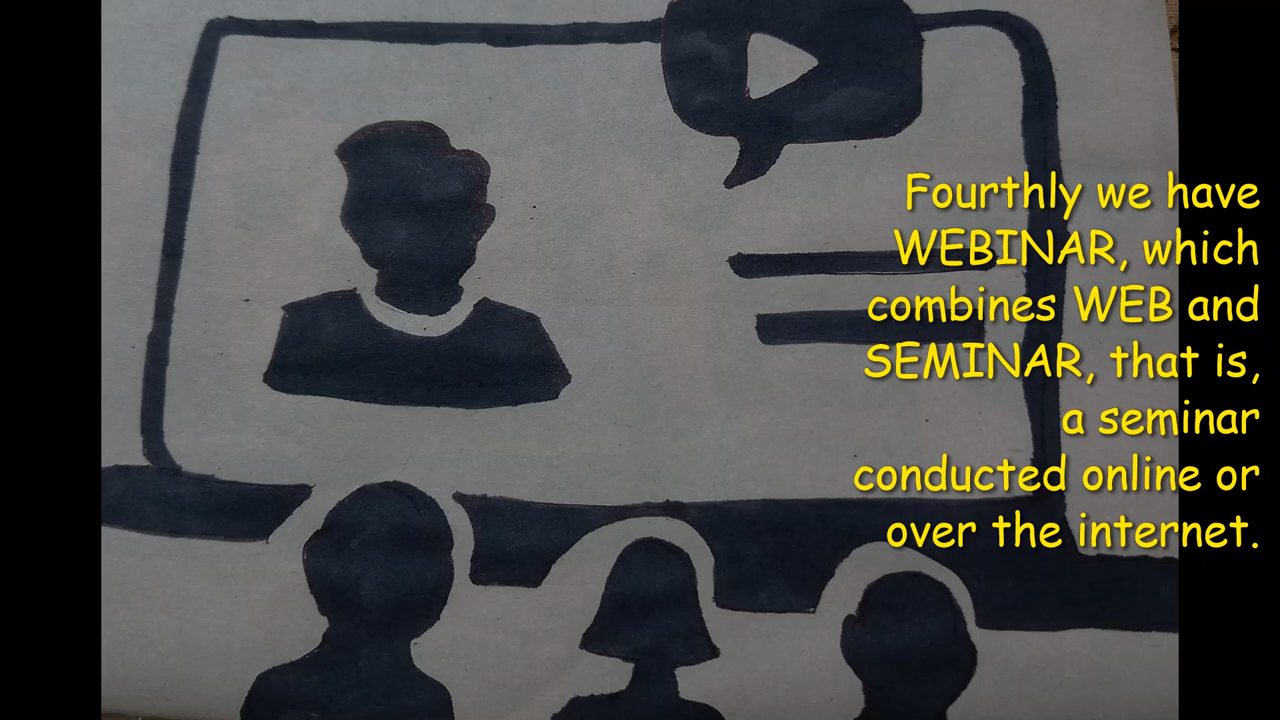 Fourthly we have
WEBINAR, which
combines WEB and
SEMINAR, that is,
a seminar
conducted online or
over the internet.